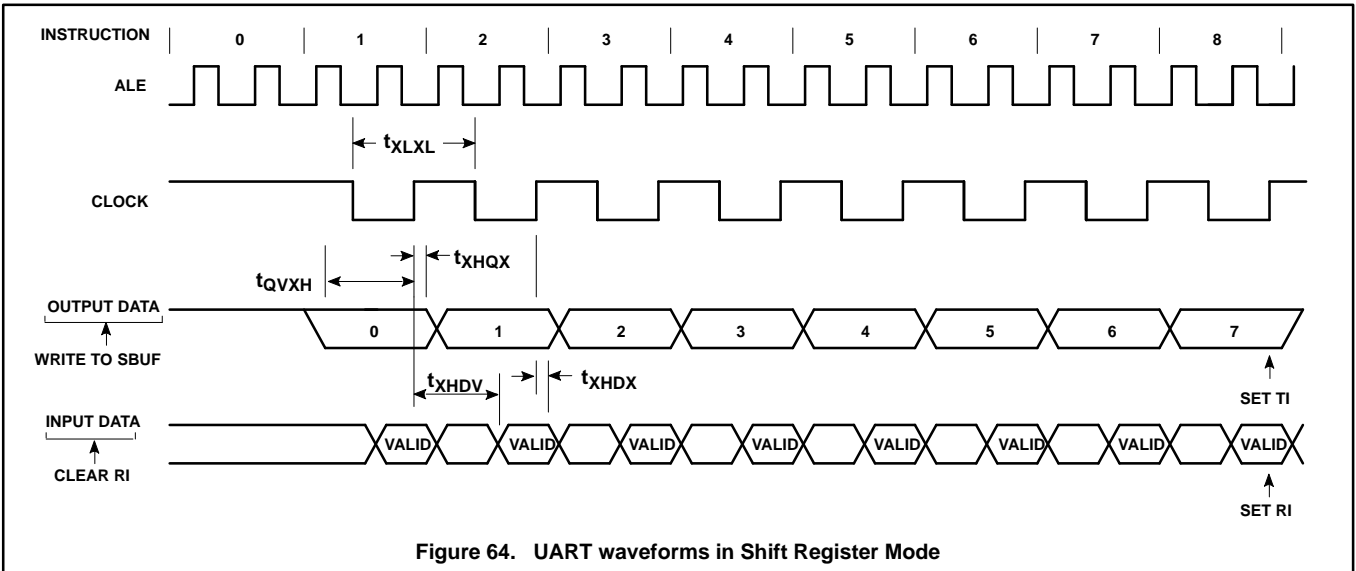 INSTRUCTION 0 1 2 3 4 5 6 7 8
ALE
tXLXL
CLOCK
tQVXH tXHQX
OUTPUT DATA 0 1 2 3 4 5 6 7
WRITE TO SBUF
tXHDV tXHDX
SET TI
INPUT DATA VALID VALID VALID VALID VALID VALID VALID VALID
CLEAR RI
SET RI
Figure 64. UART waveforms in Shift Register Mode